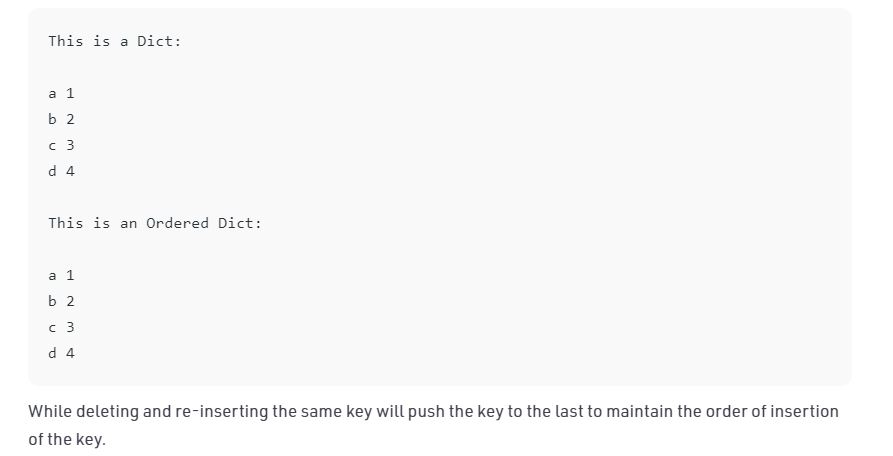 This is a Dict:
a 1
b 2
c 3
d 4
This is an Ordered Dict:
a 1
b 2
c 3
d 4
While deleting and re-inserting the same key will push the key to the last to maintain the order of insertion
of the key.